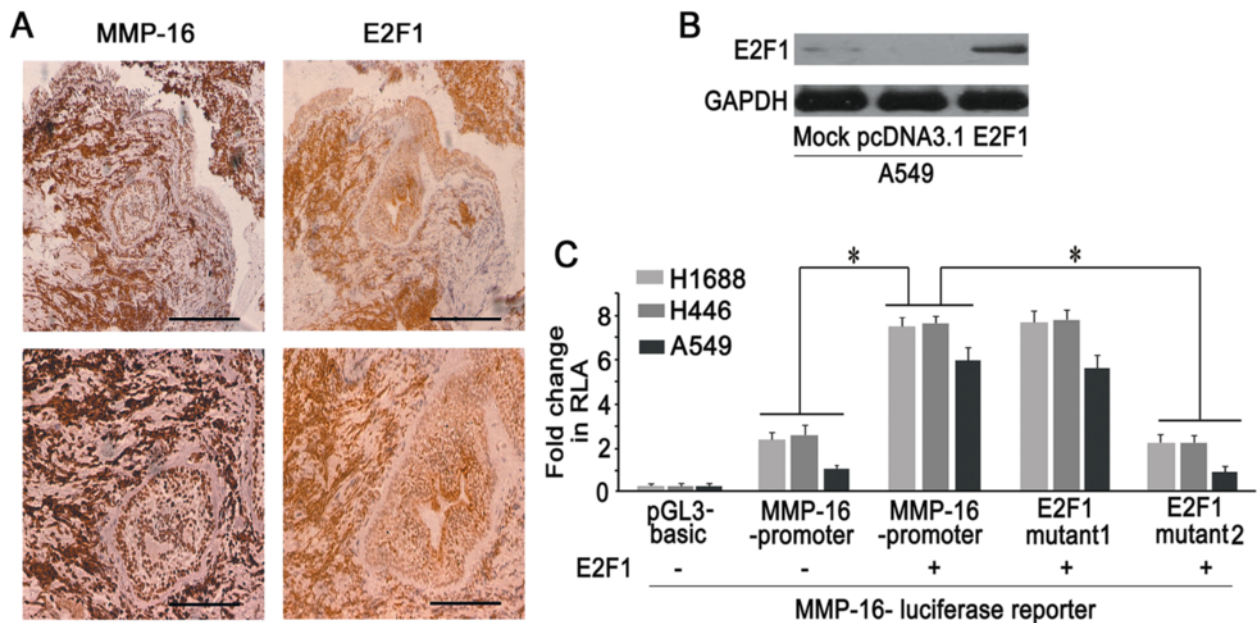 A
MMP-16 E2F1
B
E2F1
GAPDH
Mock pcDNA3.1 E2F1
A549
C
H1688
H446
A549
Fold change
in RLA
8
6
4
2
0
pGL3-
basic
MMP-16
-promoter
MMP-16
-promoter
E2F1
mutant1
E2F1
mutant2
* *
E2F1 - - + + +
MMP-16- luciferase reporter